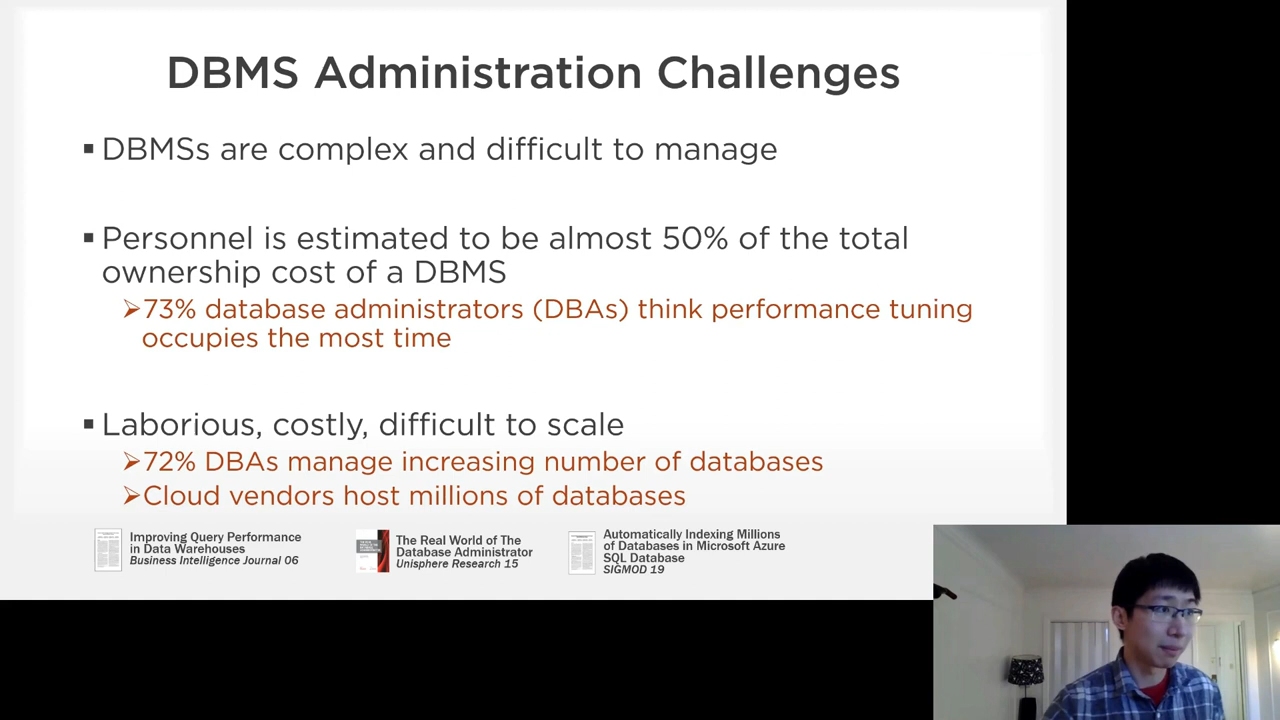 DBMS Administration Challenges
▪ DBMSs are complex and difficult to manage
▪ Personnel is estimated to be almost 50% of the total
ownership cost of a DBMS
➢73% database administrators (DBAs) think performance tuning
occupies the most time
▪ Laborious, costly, difficult to scale
➢72% DBAs manage increasing number of databases
➢Cloud vendors host millions of databases
Improving Query Performance
in Data Warehouses
Business Intelligence Journal 06
The Real World of The
Database Administrator
Unisphere Research 15
Automatically Indexing Millions
of Databases in Microsoft Azure
SQL Database
SIGMOD 19